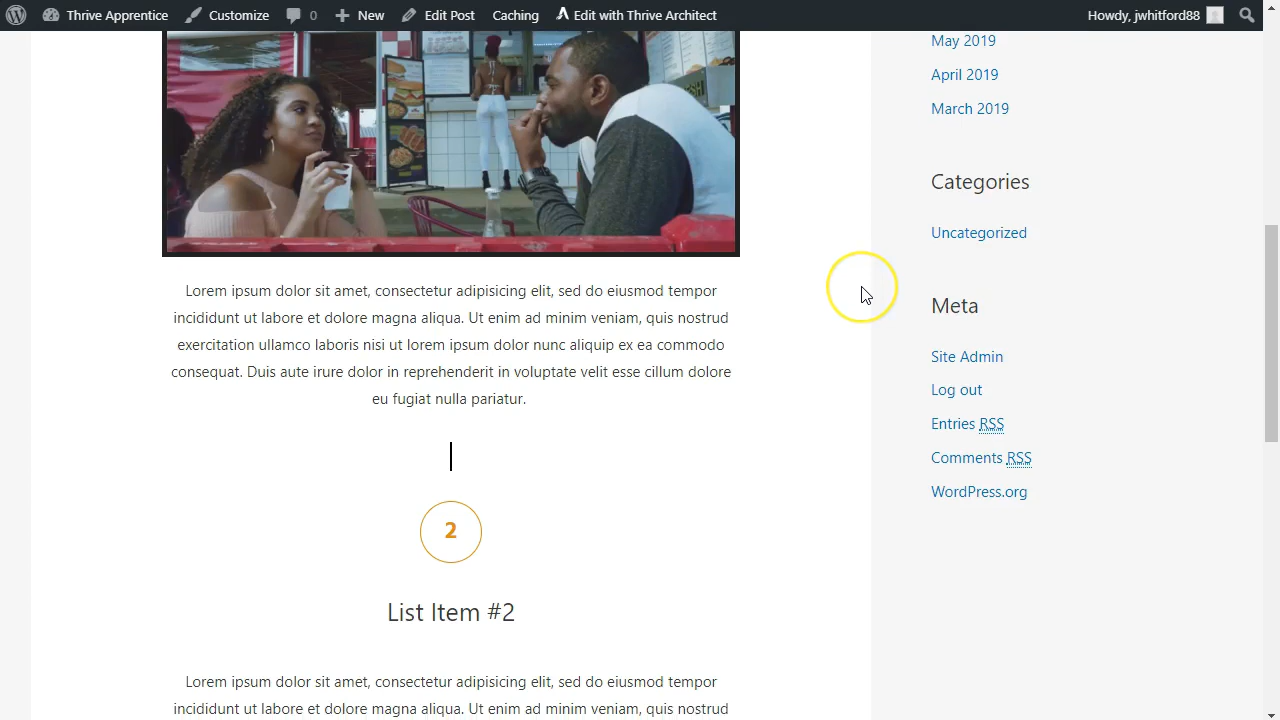 Thrive Apprentice Customize 0 New Edit Post Caching Edit with Thrive Architect Howdy, jwhitford88
Lorem ipsum dolor sit amet, consectetur adipisicing elit, sed do eiusmod tempor
incididunt ut labore et dolore magna aliqua. Ut enim ad minim veniam, quis nostrud
exercitation ullamco laboris nisi ut lorem ipsum dolor nunc aliquip ex ea commodo
consequat. Duis aute irure dolor in reprehenderit in voluptate velit esse cillum dolore
eu fugiat nulla pariatur.
2
List Item #2
Lorem ipsum dolor sit amet, consectetur adipisicing elit, sed do eiusmod tempor
incididunt ut labore et dolore magna aliqua. Ut enim ad minim veniam, quis nostrud
May 2019
April 2019
March 2019
Categories
Uncategorized
Meta
Site Admin
Log out
Entries RSS
Comments RSS
WordPress.org